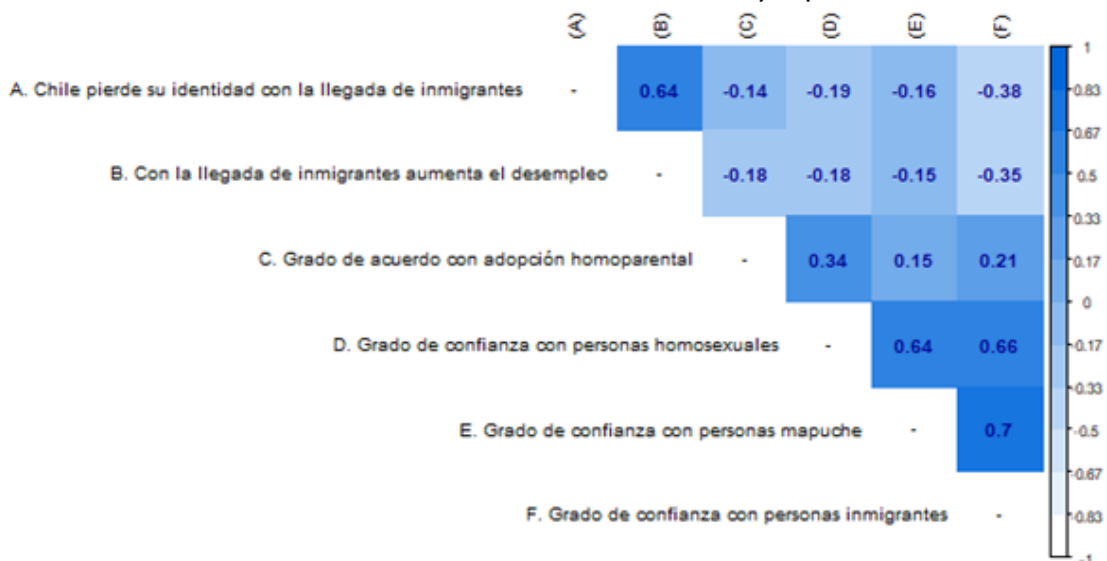 (A) (B) (C) (D) (E) (F)
1
A. Chile pierde su identidad con la llegada de inmigrantes - 0.64 -0.14 -0.19 -0.16 -0.38
0.83
0.67
B. Con la llegada de inmigrantes aumenta el desempleo - -0.18 -0.18 -0.15 -0.35
0.5
0.33
C. Grado de acuerdo con adopción homoparental - 0.34 0.15 0.21
0.17
0
D. Grado de confianza con personas homosexuales - 0.64 0.66
-0.17
-0.33
E. Grado de confianza con personas mapuche - 0.7
-0.5
-0.67
F. Grado de confianza con personas inmigrantes -
-0.83
-1